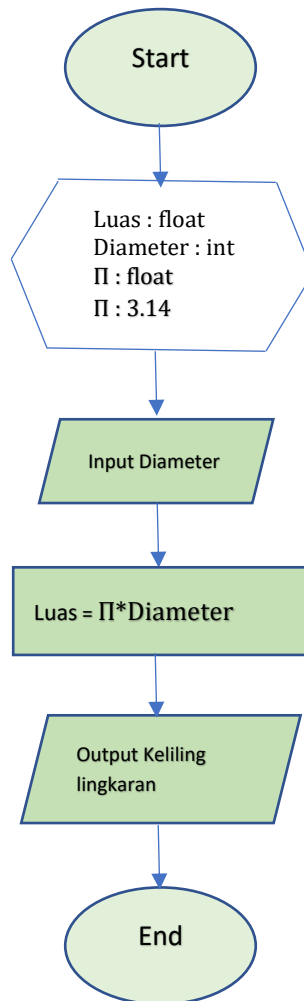 Start
Luas : float
Diameter : int
Π : float
Π : 3.14
Input Diameter
Luas = Π*Diameter
Output Keliling
lingkaran
End